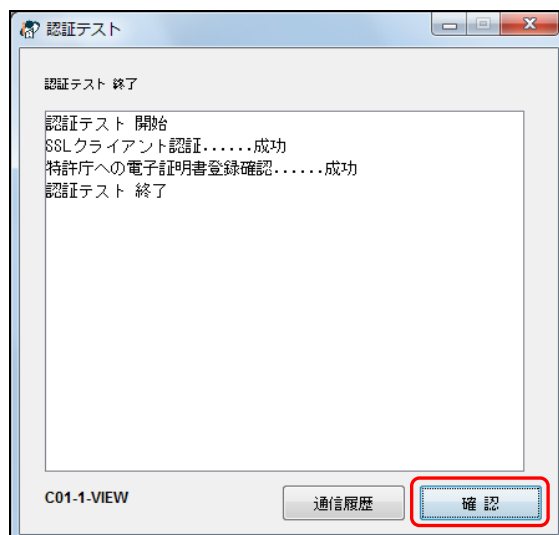 認証テスト
認証テスト 終了
認証テスト 開始
SSLクライアント認証......成功
特許庁への電子証明書登録確認......成功
認証テスト 終了
C01-1-VIEW
通信履歴
確 認